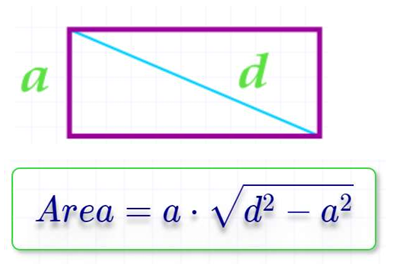 a d
Area = a · √(d² − a²)